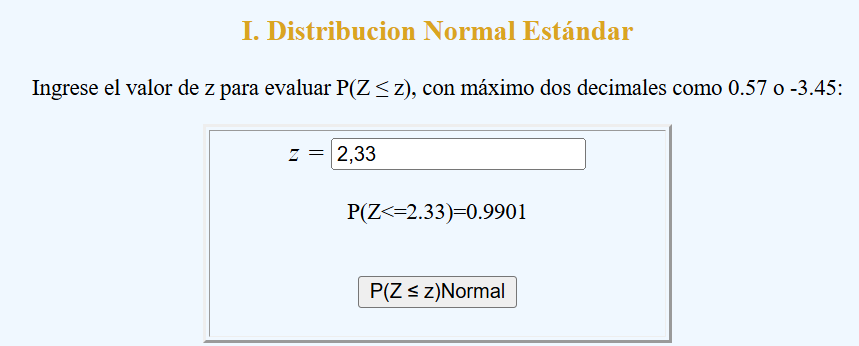 I. Distribucion Normal Estándar
Ingrese el valor de z para evaluar P(Z ≤ z), con máximo dos decimales como 0.57 o -3.45:
z = 2,33
P(Z<=2.33)=0.9901
P(Z ≤ z)Normal